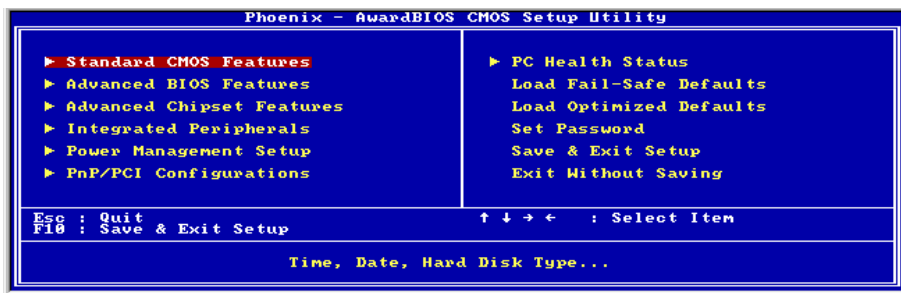 Phoenix - AwardBIOS CMOS Setup Utility
► Standard CMOS Features
► Advanced BIOS Features
► Advanced Chipset Features
► Integrated Peripherals
► Power Management Setup
► PnP/PCI Configurations
► PC Health Status
Load Fail-Safe Defaults
Load Optimized Defaults
Set Password
Save & Exit Setup
Exit Without Saving
Esc : Quit
F10 : Save & Exit Setup
↑ ↓ → ← : Select Item
Time, Date, Hard Disk Type...